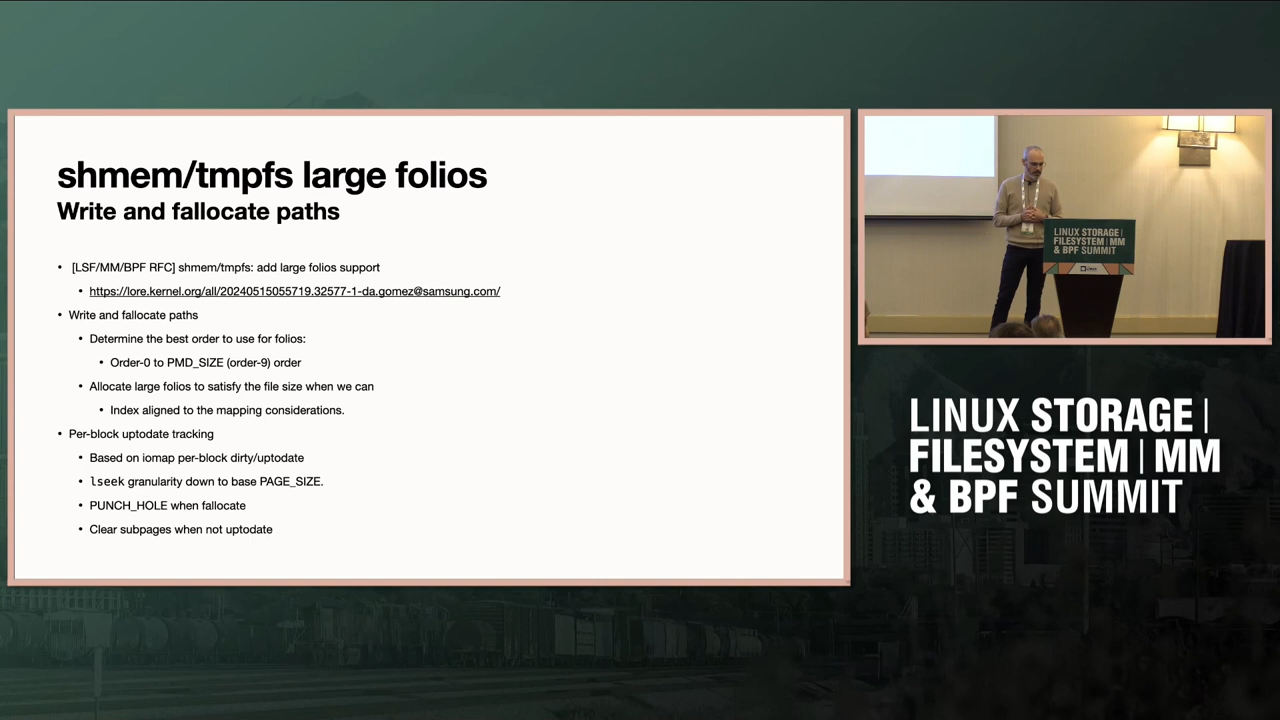 shmem/tmpfs large folios
Write and fallocate paths
• [LSF/MM/BPF RFC] shmem/tmpfs: add large folios support
• https://lore.kernel.org/all/20240515055719.32577-1-da.gomez@samsung.com/
• Write and fallocate paths
• Determine the best order to use for folios:
• Order-0 to PMD_SIZE (order-9) order
• Allocate large folios to satisfy the file size when we can
• Index aligned to the mapping considerations.
• Per-block uptodate tracking
• Based on iomap per-block dirty/uptodate
• lseek granularity down to base PAGE_SIZE.
• PUNCH_HOLE when fallocate
• Clear subpages when not uptodate
LINUX STORAGE |
FILESYSTEM | MM
& BPF SUMMIT
LINUX STORAGE |
FILESYSTEM | MM
& BPF SUMMIT